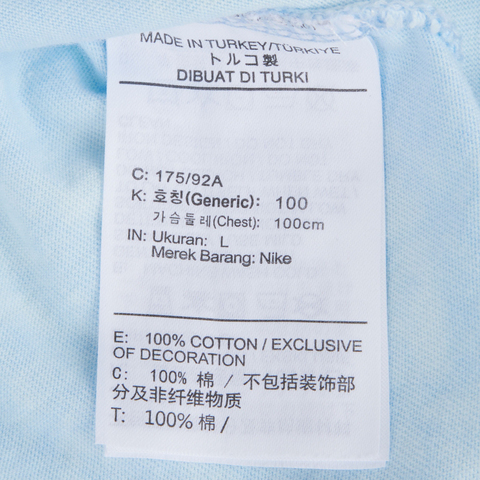 MADE IN TURKEY/TÜRKİYE
トルコ製
DIBUAT DI TURKI
C: 175/92A
K: 호칭(Generic): 100
가슴둘레(Chest): 100cm
IN: Ukuran: L
Merek Barang: Nike
E: 100% COTTON / EXCLUSIVE
OF DECORATION
C: 100% 棉 / 不包括装饰部
分及非纤维物质
T: 100% 棉 /